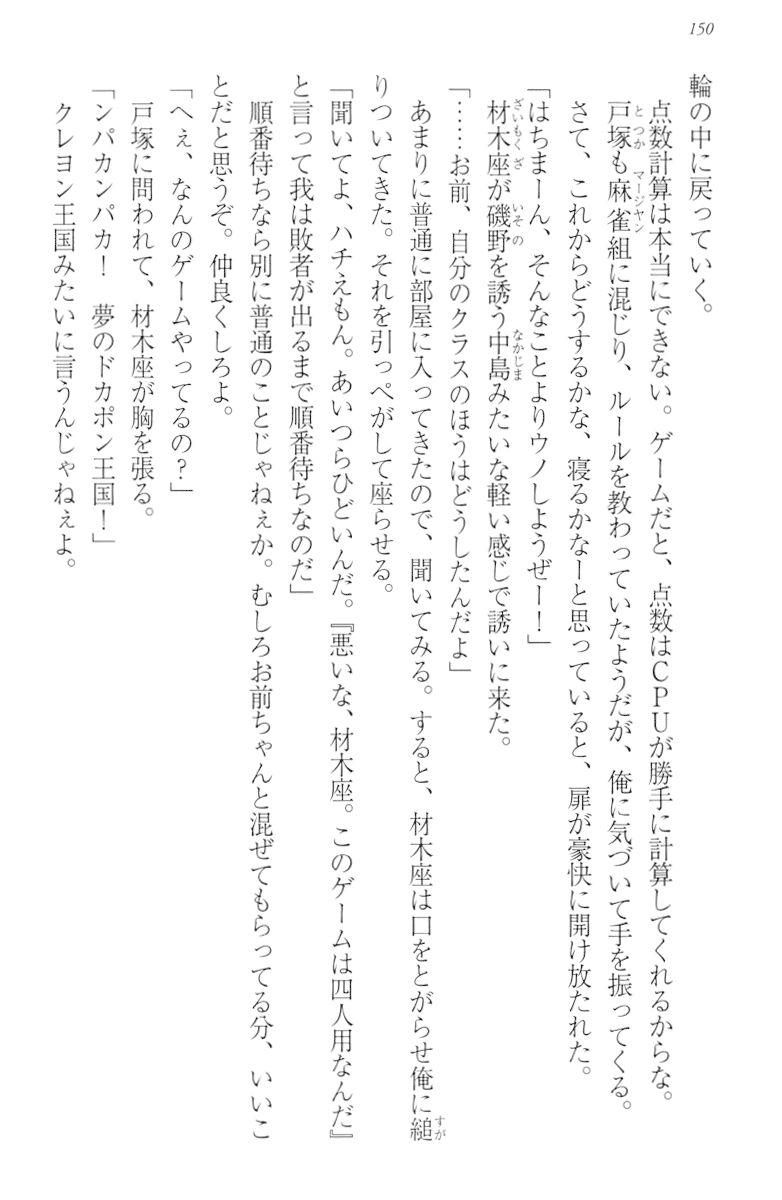 150
輪の中に戻っていく。
点数計算は本当にできない。ゲームだと、点数はCPUが勝手に計算してくれるからな。
戸塚も麻雀組に混じり、ルールを教わっていたようだが、俺に気づいて手を振ってくる。
さて、これからどうするかな、寝るかなーと思っていると、扉が豪快に開け放たれた。
「はちまーん、そんなことよりウノしようぜー！」
材木座が磯野を誘う中島みたいな軽い感じで誘いに来た。
「……お前、自分のクラスのほうはどうしたんだよ」
あまりに普通に部屋に入ってきたので、聞いてみる。すると、材木座は口をとがらせ俺に縋
りついてきた。それを引っぺがして座らせる。
「聞いてよ、ハチえもん。あいつらひどいんだ。『悪いな、材木座。このゲームは四人用なんだ』
と言って我は敗者が出るまで順番待ちなのだ」
順番待ちなら別に普通のことじゃねぇか。むしろお前ちゃんと混ぜてもらってる分、いいこ
とだと思うぞ。仲良くしろよ。
「へぇ、なんのゲームやってるの？」
戸塚に問われて、材木座が胸を張る。
「ンパカンパカ！　夢のドカポン王国！」
クレヨン王国みたいに言うんじゃねぇよ。